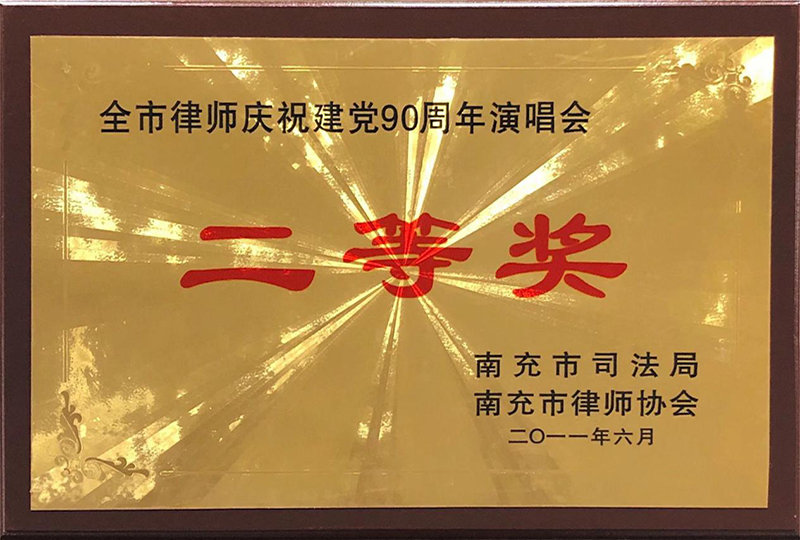 全市律师庆祝建党90周年演唱会
二等奖
南充市司法局
南充市律师协会
二〇一一年六月